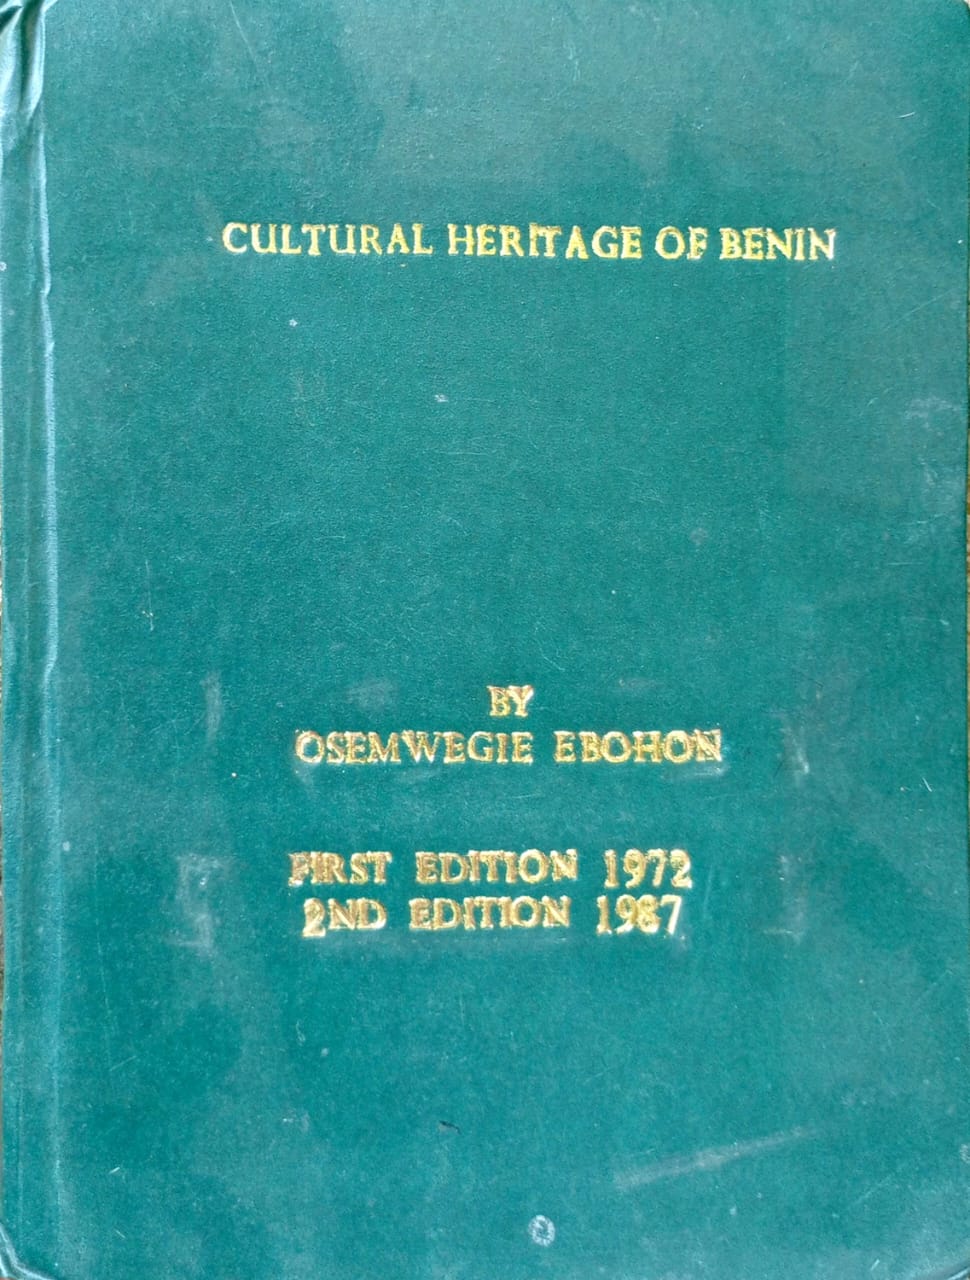 CULTURAL HERITAGE OF BENIN
BY
OSEMWEGIE EBOHON
FIRST EDITION 1972
2ND EDITION 1987